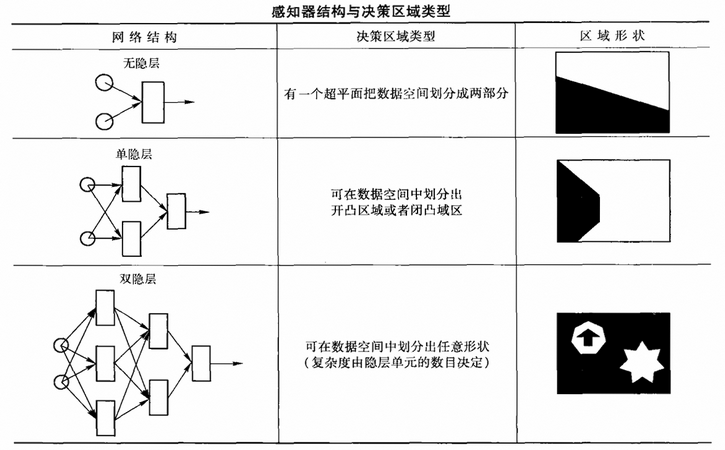 感知器结构与决策区域类型
网络结构
决策区域类型
区域形状
无隐层
有一个超平面把数据空间划分成两部分
单隐层
可在数据空间中划分出
开凸区域或者闭凸域区
双隐层
可在数据空间中划分出任意形状
(复杂度由隐层单元的数目决定)